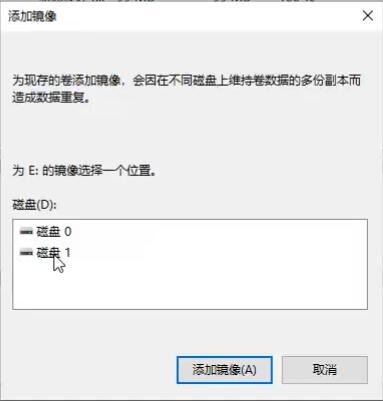 添加镜像
为现存的卷添加镜像，会因在不同磁盘上维持卷数据的多份副本而
造成数据重复。
为 E: 的镜像选择一个位置。
磁盘(D):
磁盘 0
磁盘 1
添加镜像(A)
取消